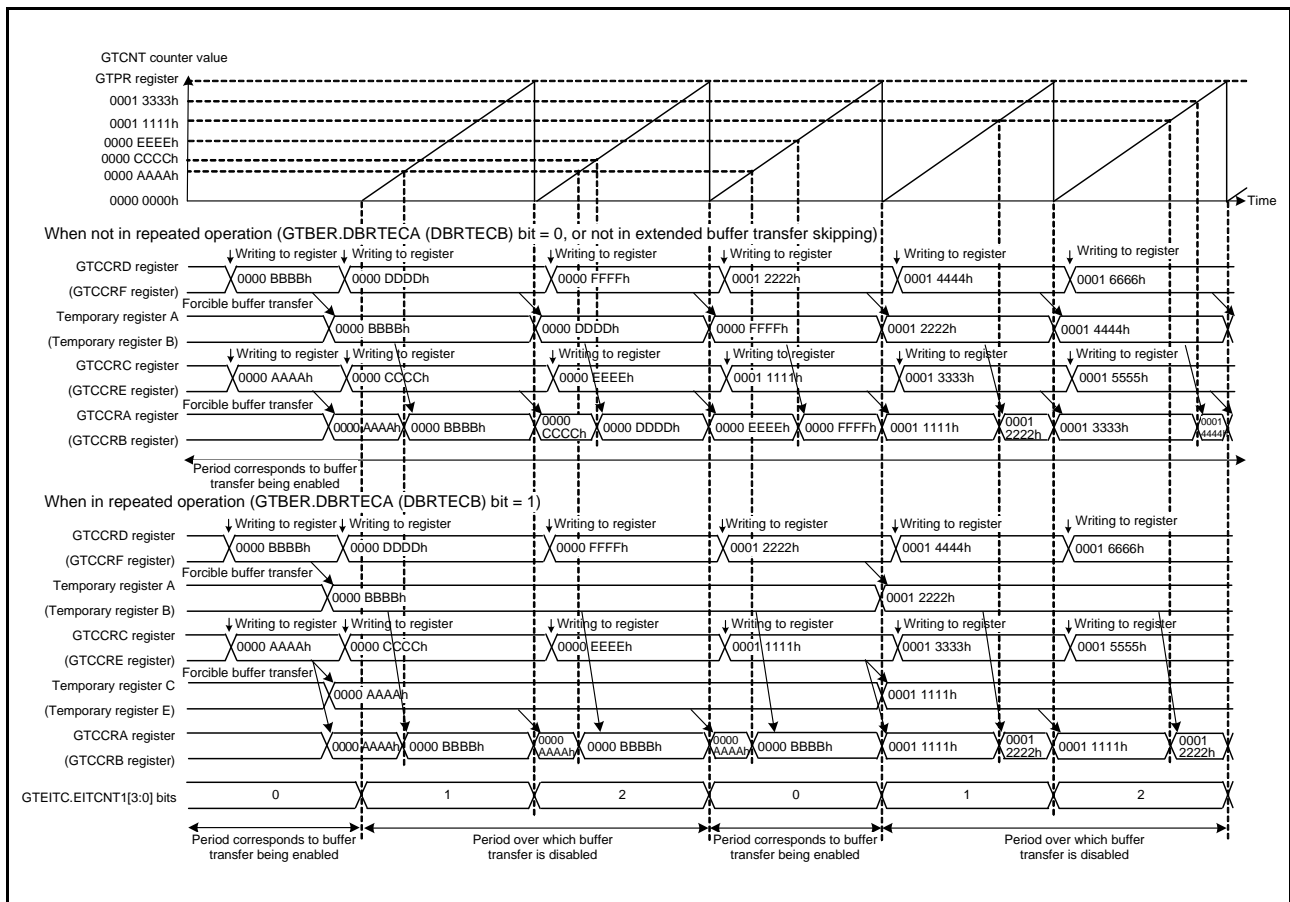 GTCNT counter value
GTPR register
0001 3333h
0001 1111h
0000 EEEEh
0000 CCCCh
0000 AAAAh
0000 0000h
Time
When not in repeated operation (GTBER.DBRTECA (DBRTECB) bit = 0, or not in extended buffer transfer skipping)
Writing to register Writing to register Writing to register Writing to register Writing to register Writing to register
GTCCRD register
0000 BBBBh 0000 DDDDh 0000 FFFFh 0001 2222h 0001 4444h 0001 6666h
(GTCCRF register)
Forcible buffer transfer
Temporary register A
0000 BBBBh 0000 DDDDh 0000 FFFFh 0001 2222h 0001 4444h
(Temporary register B)
Writing to register Writing to register Writing to register Writing to register Writing to register Writing to register
GTCCRC register
0000 AAAAh 0000 CCCCh 0000 EEEEh 0001 1111h 0001 3333h 0001 5555h
(GTCCRE register)
Forcible buffer transfer
GTCCRA register
0000 AAAAh 0000 BBBBh 0000 CCCCh 0000 DDDDh 0000 EEEEh 0000 FFFFh 0001 1111h 0001 2222h 0001 3333h 0001 4444h
(GTCCRB register)
Period corresponds to buffer
transfer being enabled
When in repeated operation (GTBER.DBRTECA (DBRTECB) bit = 1)
Writing to register Writing to register Writing to register Writing to register Writing to register Writing to register
GTCCRD register
0000 BBBBh 0000 DDDDh 0000 FFFFh 0001 2222h 0001 4444h 0001 6666h
(GTCCRF register)
Forcible buffer transfer
Temporary register A
0000 BBBBh 0001 2222h
(Temporary register B)
Writing to register Writing to register Writing to register Writing to register Writing to register Writing to register
GTCCRC register
0000 AAAAh 0000 CCCCh 0000 EEEEh 0001 1111h 0001 3333h 0001 5555h
(GTCCRE register)
Forcible buffer transfer
Temporary register C
0000 AAAAh 0001 1111h
(Temporary register E)
GTCCRA register
0000 AAAAh 0000 BBBBh 0000 AAAAh 0000 BBBBh 0000 AAAAh 0000 BBBBh 0001 1111h 0001 2222h 0001 1111h 0001 2222h
(GTCCRB register)
GTEITC.EITCNT1[3:0] bits 0 1 2 0 1 2
Period corresponds to buffer Period over which buffer Period corresponds to buffer Period over which buffer
transfer being enabled transfer is disabled transfer being enabled transfer is disabled